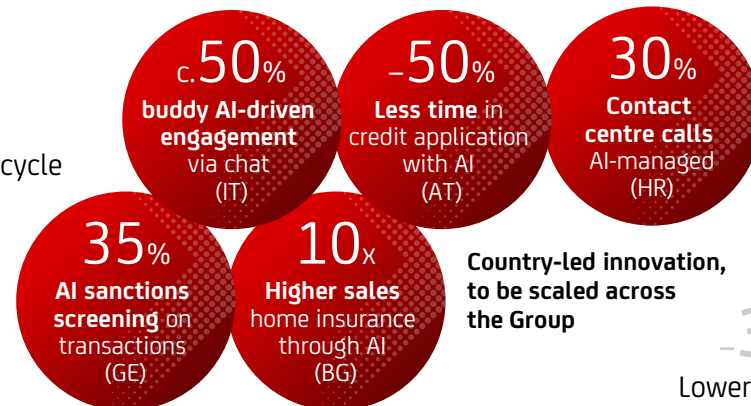 c.50%
buddy AI-driven
engagement
via chat
(IT)
-50%
Less time in
credit application
with AI
(AT)
30%
Contact
centre calls
AI-managed
(HR)
cycle
35%
AI sanctions
screening on
transactions
(GE)
10x
Higher sales
home insurance
through AI
(BG)
Country-led innovation,
to be scaled across
the Group
Lower